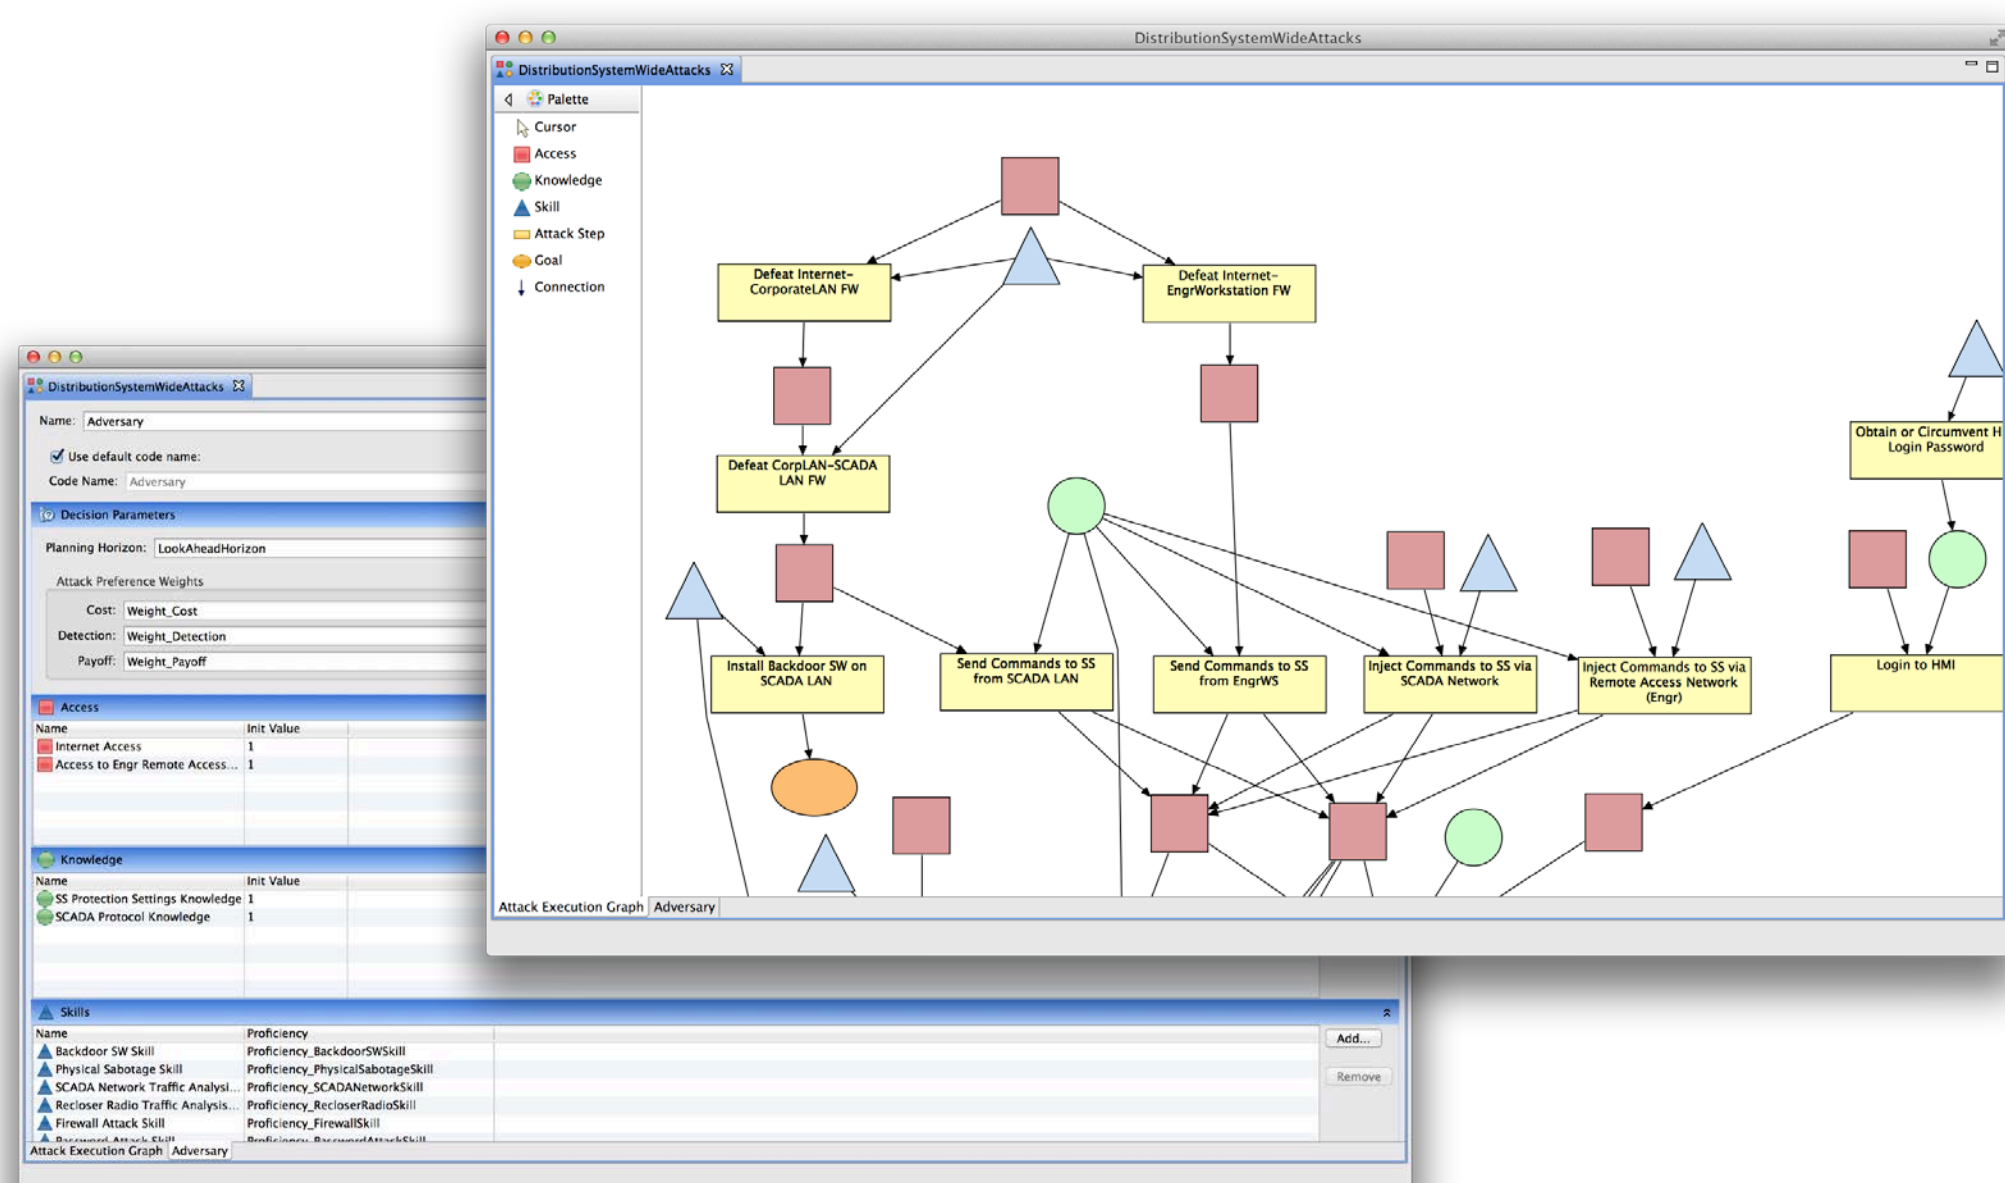 DistributionSystemWideAttacks
DistributionSystemWideAttacks
Palette
Cursor
Access
Knowledge
Skill
Attack Step
Goal
Connection
Defeat Internet-
CorporateLAN FW
Defeat Internet-
EngrWorkstation FW
Defeat CorpLAN-SCADA
LAN FW
Obtain or Circumvent H
Login Password
Install Backdoor SW on
SCADA LAN
Send Commands to SS
from SCADA LAN
Send Commands to SS
from EngrWS
Inject Commands to SS via
SCADA Network
Inject Commands to SS via
Remote Access Network
(Engr)
Login to HMI
Attack Execution Graph Adversary
DistributionSystemWideAttacks
Name: Adversary
Use default code name:
Code Name: Adversary
Decision Parameters
Planning Horizon: LookAheadHorizon
Attack Preference Weights
Cost: Weight_Cost
Detection: Weight_Detection
Payoff: Weight_Payoff
Access
Name Init Value
Internet Access 1
Access to Engr Remote Access... 1
Knowledge
Name Init Value
SS Protection Settings Knowledge 1
SCADA Protocol Knowledge 1
Skills
Name Proficiency
Backdoor SW Skill Proficiency_BackdoorSWSkill
Physical Sabotage Skill Proficiency_PhysicalSabotageSkill
SCADA Network Traffic Analysi... Proficiency_SCADANetworkSkill
Recloser Radio Traffic Analysis... Proficiency_RecloserRadioSkill
Firewall Attack Skill Proficiency_FirewallSkill
Password Attack Skill Proficiency_PasswordAttackSkill
Add...
Remove
Attack Execution Graph Adversary